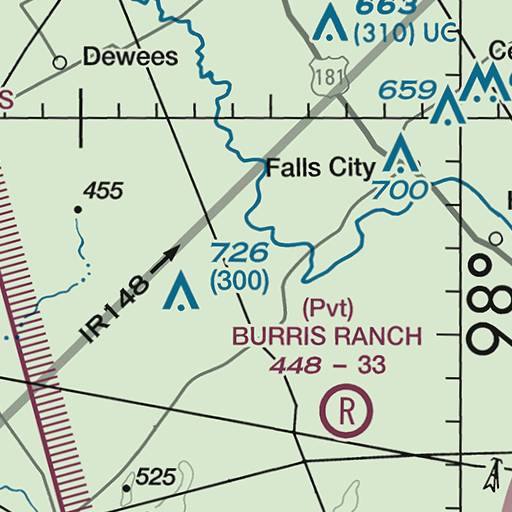 663
(310) UC
Dewees
181
659
S
Falls City
700
455
726
(300)
IR148
98°
(Pvt)
BURRIS RANCH
448 - 33
R
525